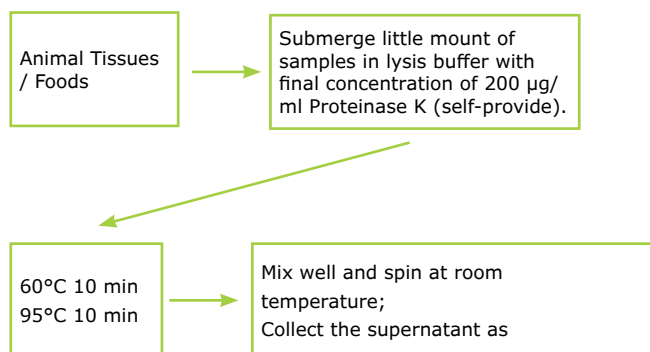 Animal Tissues
/ Foods
Submerge little mount of
samples in lysis buffer with
final concentration of 200 µg/
ml Proteinase K (self-provide).
60°C 10 min
95°C 10 min
Mix well and spin at room
temperature;
Collect the supernatant as